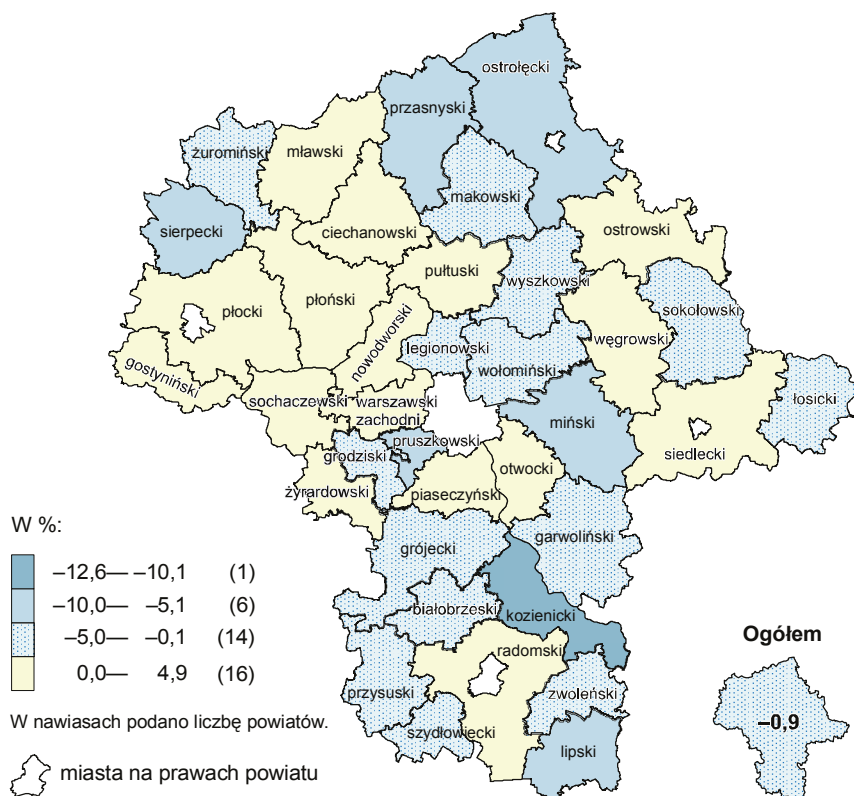 ostrołęcki
przasnyski
żuromiński
mławski
makowski
sierpecki
ciechanowski
ostrowski
pułtuski
wyszkowski
płocki
płoński
sokołowski
nowodworski
legionowski
węgrowski
gostyniński
wołomiński
sochaczewski
warszawski
zachodni
łosicki
miński
pruszkowski
grodziski
otwocki
siedlecki
żyrardowski
piaseczyński
garwoliński
grójecki
białobrzeski
kozienicki
radomski
przysuski
zwoleński
szydłowiecki
lipski
W %:
–12,6— –10,1 (1)
–10,0— –5,1 (6)
–5,0— –0,1 (14)
0,0— 4,9 (16)
W nawiasach podano liczbę powiatów.
miasta na prawach powiatu
Ogółem
–0,9